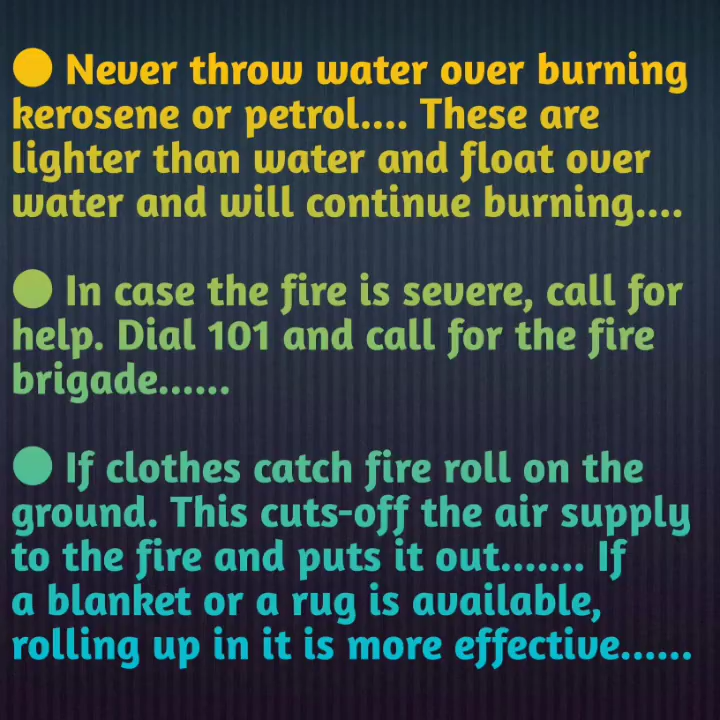 ● Never throw water over burning
kerosene or petrol.... These are
lighter than water and float over
water and will continue burning....
● In case the fire is severe, call for
help. Dial 101 and call for the fire
brigade......
● If clothes catch fire roll on the
ground. This cuts-off the air supply
to the fire and puts it out....... If
a blanket or a rug is available,
rolling up in it is more effective......